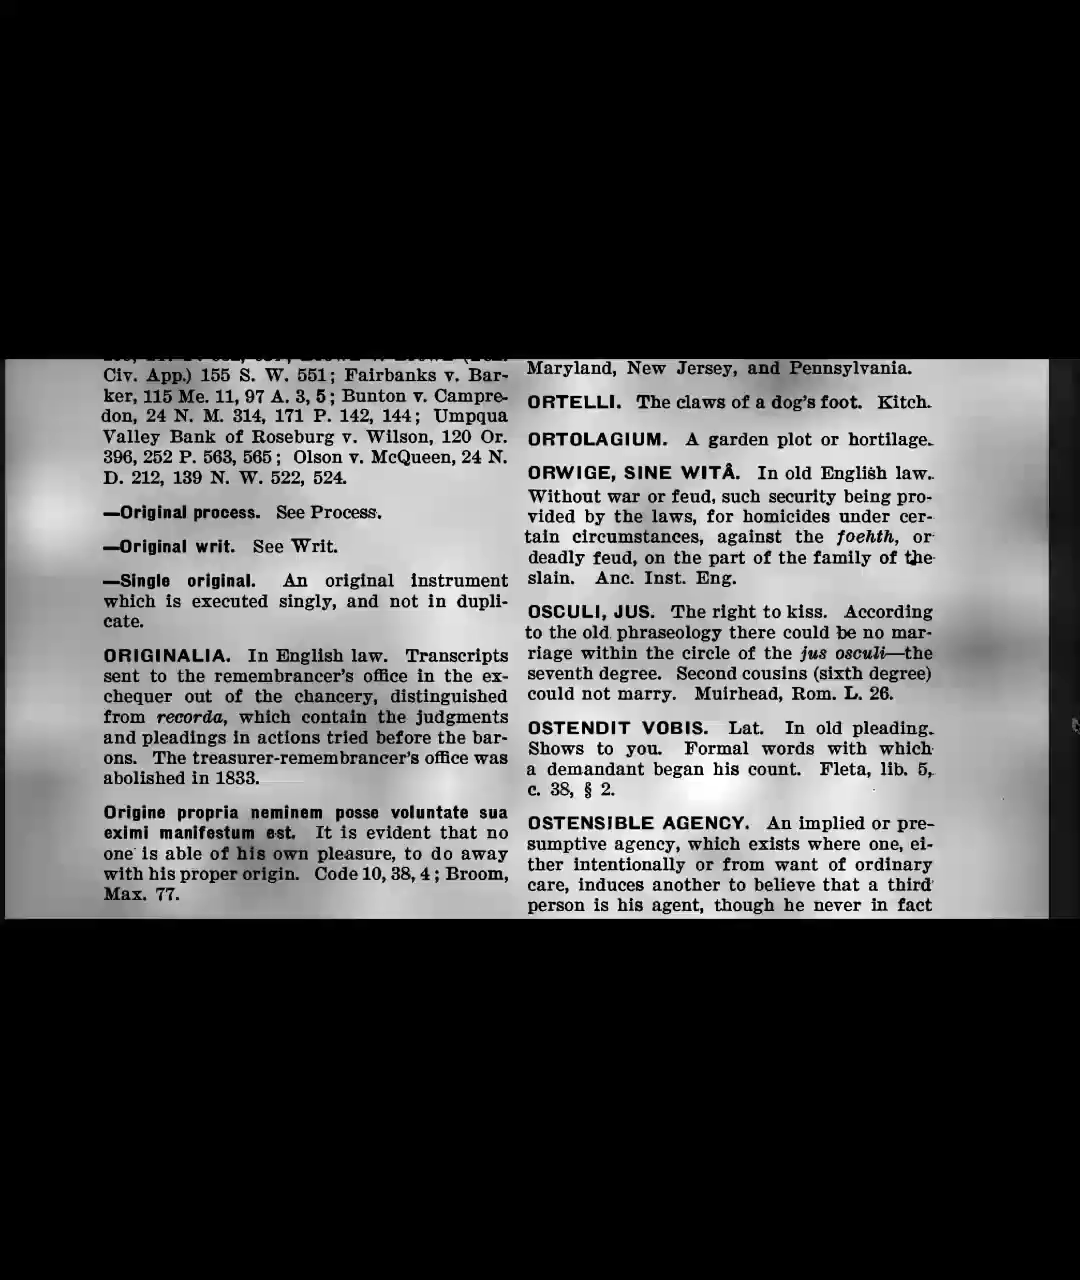 Civ. App.) 155 S. W. 551; Fairbanks v. Bar-
ker, 115 Me. 11, 97 A. 3, 5; Bunton v. Campre-
don, 24 N. M. 314, 171 P. 142, 144; Umpqua
Valley Bank of Roseburg v. Wilson, 120 Or.
396, 252 P. 563, 565; Olson v. McQueen, 24 N.
D. 212, 139 N. W. 522, 524.
—Original process. See Process.
—Original writ. See Writ.
—Single original. An original instrument
which is executed singly, and not in dupli-
cate.
ORIGINALIA. In English law. Transcripts
sent to the remembrancer's office in the ex-
chequer out of the chancery, distinguished
from recorda, which contain the judgments
and pleadings in actions tried before the bar-
ons. The treasurer-remembrancer's office was
abolished in 1833.
Origine propria neminem posse voluntate sua
eximi manifestum est. It is evident that no
one is able of his own pleasure, to do away
with his proper origin. Code 10, 38, 4; Broom,
Max. 77.
Maryland, New Jersey, and Pennsylvania.
ORTELLI. The claws of a dog's foot. Kitch.
ORTOLAGIUM. A garden plot or hortilage.
ORWIGE, SINE WITÂ. In old English law.
Without war or feud, such security being pro-
vided by the laws, for homicides under cer-
tain circumstances, against the foehth, or
deadly feud, on the part of the family of the
slain. Anc. Inst. Eng.
OSCULI, JUS. The right to kiss. According
to the old phraseology there could be no mar-
riage within the circle of the jus osculi—the
seventh degree. Second cousins (sixth degree)
could not marry. Muirhead, Rom. L. 26.
OSTENDIT VOBIS. Lat. In old pleading.
Shows to you. Formal words with which
a demandant began his count. Fleta, lib. 5,
c. 38, § 2.
OSTENSIBLE AGENCY. An implied or pre-
sumptive agency, which exists where one, ei-
ther intentionally or from want of ordinary
care, induces another to believe that a third
person is his agent, though he never in fact